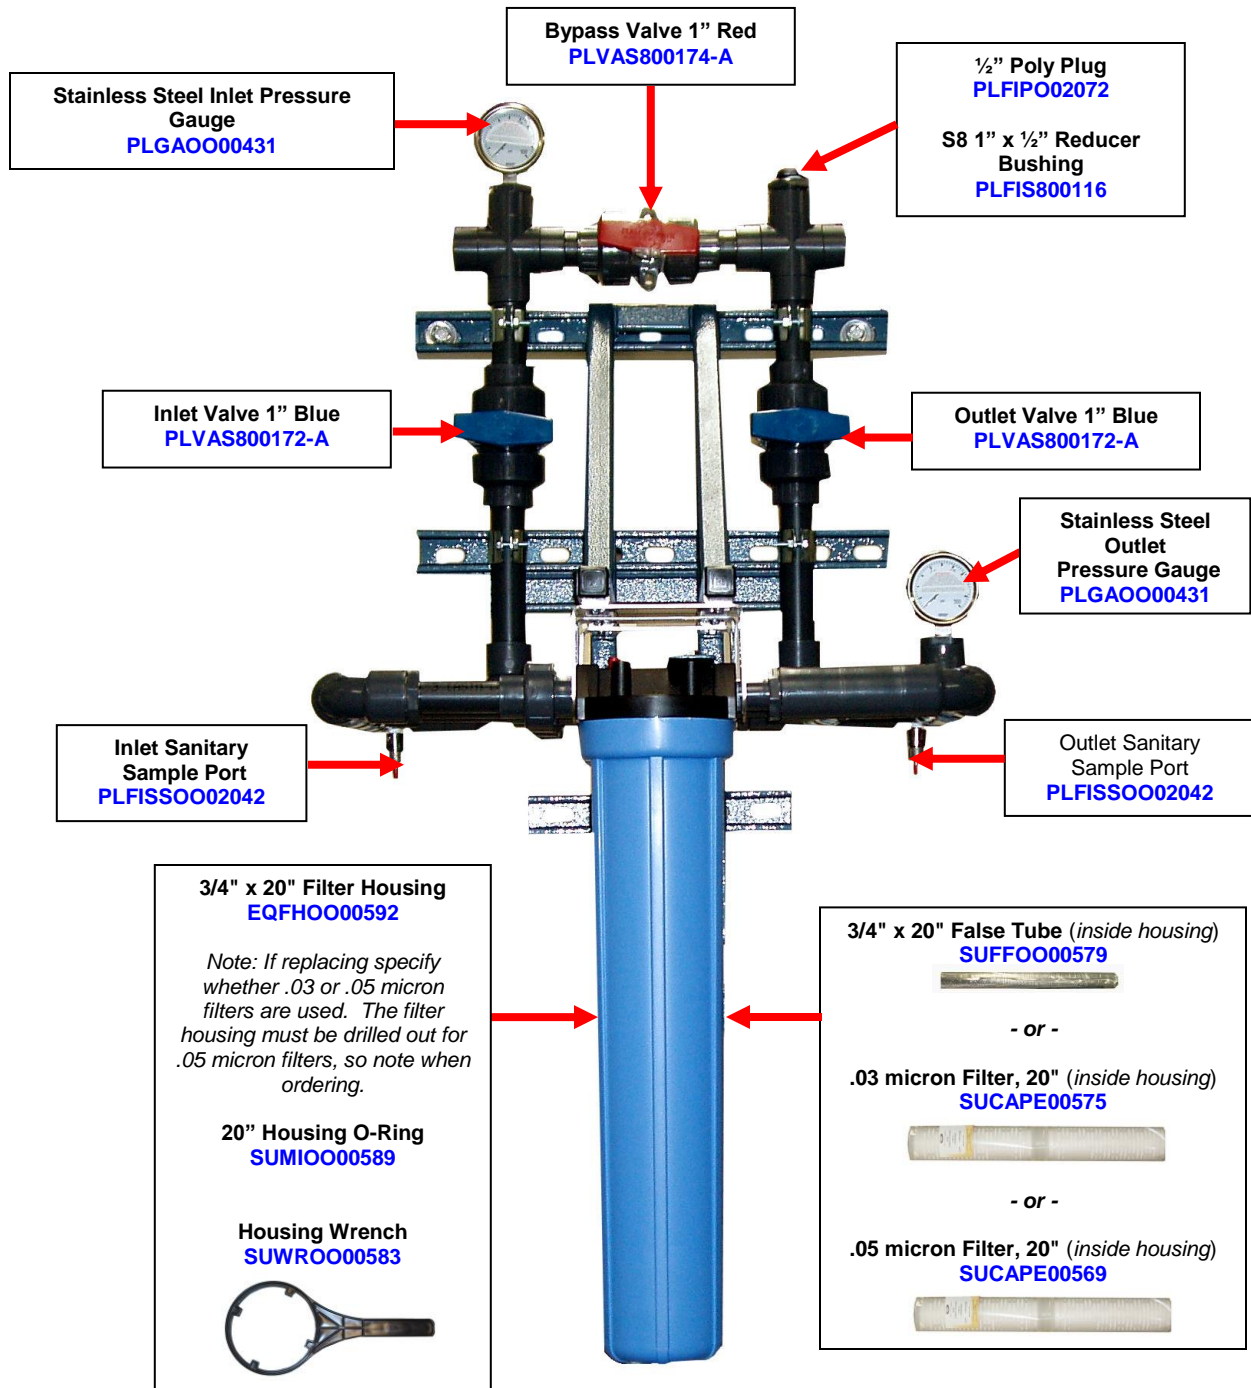 Bypass Valve 1” Red
PLVAS800174-A
½” Poly Plug
PLFIPO02072
S8 1” x ½” Reducer
Bushing
PLFIS800116
Stainless Steel Inlet Pressure
Gauge
PLGAOO00431
Inlet Valve 1” Blue
PLVAS800172-A
Outlet Valve 1” Blue
PLVAS800172-A
Stainless Steel
Outlet
Pressure Gauge
PLGAOO00431
Inlet Sanitary
Sample Port
PLFISSOO02042
Outlet Sanitary
Sample Port
PLFISSOO02042
3/4" x 20" Filter Housing
EQFHOO00592
Note: If replacing specify
whether .03 or .05 micron
filters are used. The filter
housing must be drilled out for
.05 micron filters, so note when
ordering.
20” Housing O-Ring
SUMIOO00589
Housing Wrench
SUWROO00583
3/4" x 20" False Tube (inside housing)
SUFFOO00579
- or -
.03 micron Filter, 20" (inside housing)
SUCAPE00575
- or -
.05 micron Filter, 20" (inside housing)
SUCAPE00569